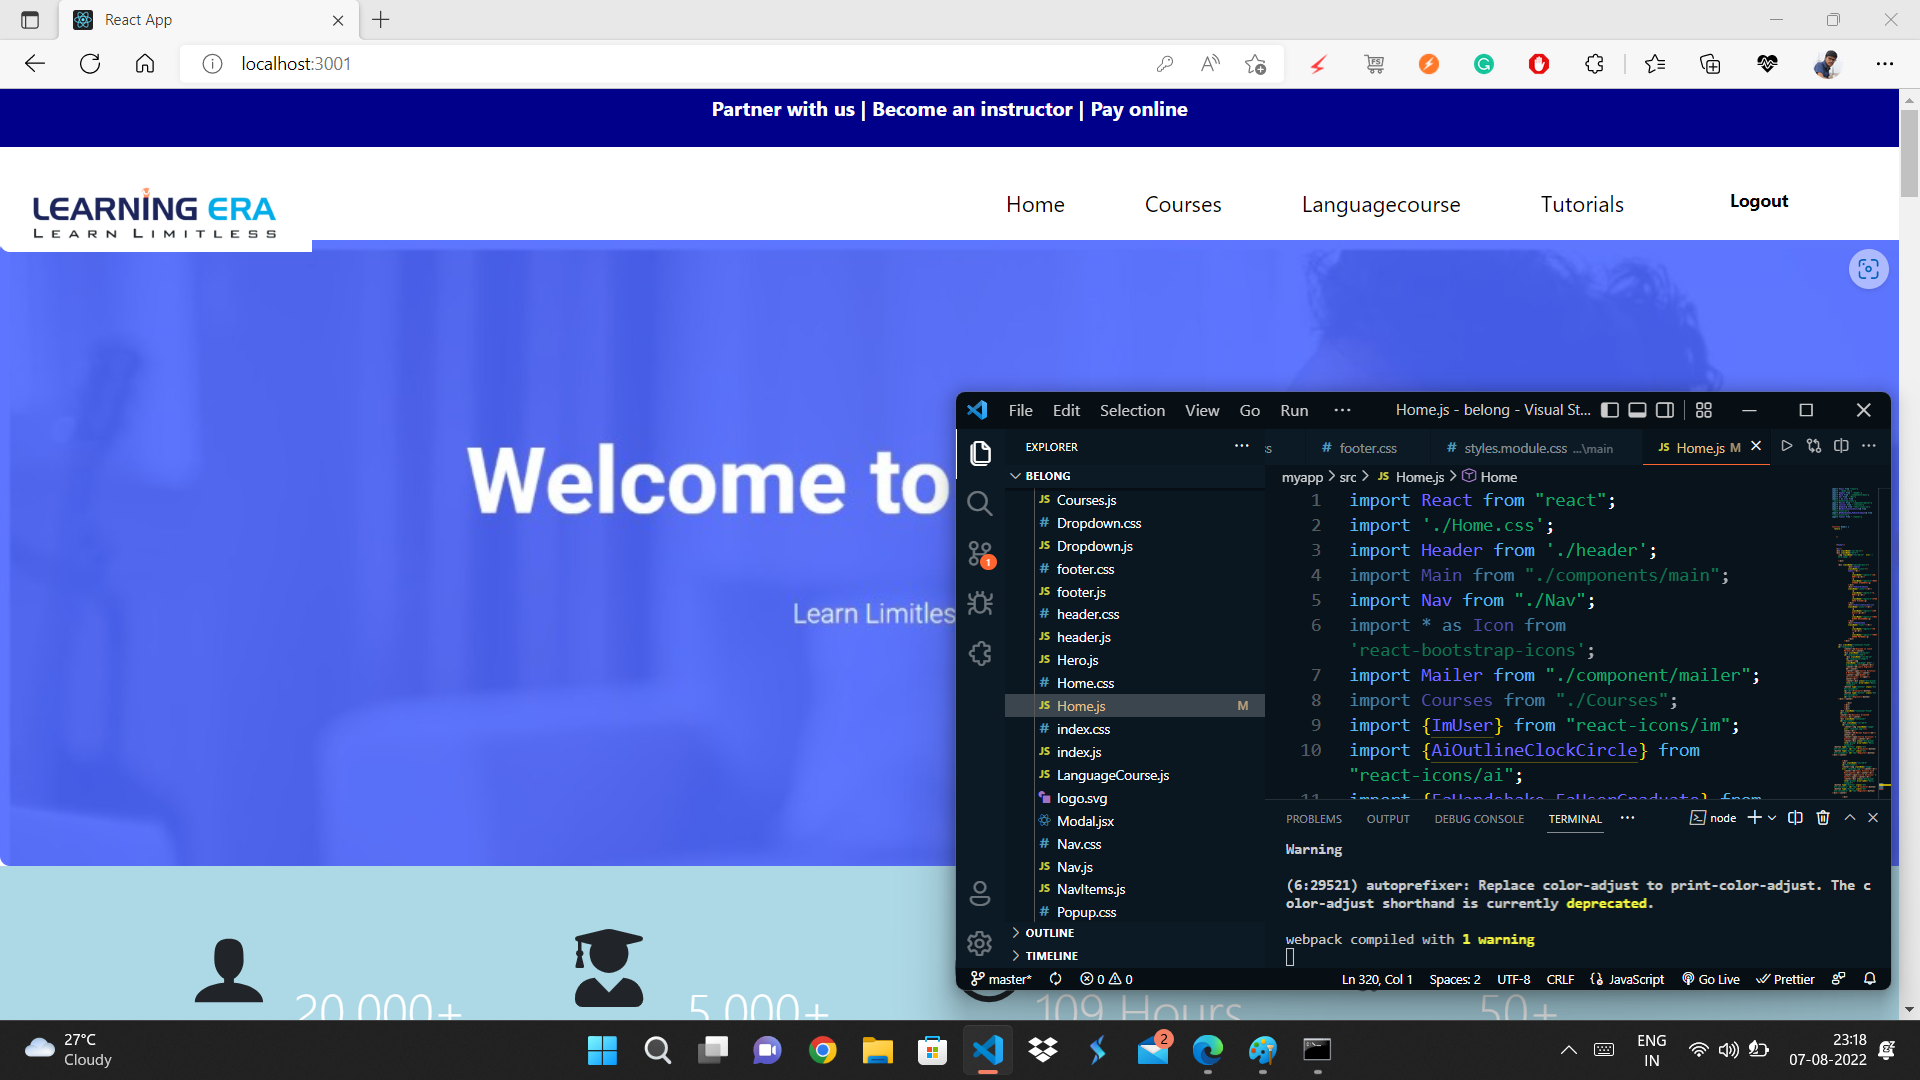 React App
localhost:3001
Partner with us | Become an instructor | Pay online
LEARNING ERA
LEARN LIMITLESS
Home
Courses
Languagecourse
Tutorials
Logout
Welcome to
Learn Limitles
20,000+
5,000+
109 Hours
50+
File Edit Selection View Go Run ···
Home.js - belong - Visual St...
EXPLORER
BELONG
Courses.js
Dropdown.css
Dropdown.js
footer.css
footer.js
header.css
header.js
Hero.js
Home.css
Home.js M
index.css
index.js
LanguageCourse.js
logo.svg
Modal.jsx
Nav.css
Nav.js
NavItems.js
Popup.css
OUTLINE
TIMELINE
footer.css
styles.module.css ...\main
Home.js M
myapp > src > JS Home.js > Home
1 import React from "react";
2 import './Home.css';
3 import Header from './header';
4 import Main from "./components/main";
5 import Nav from "./Nav";
6 import * as Icon from
'react-bootstrap-icons';
7 import Mailer from "./component/mailer";
8 import Courses from "./Courses";
9 import {ImUser} from "react-icons/im";
10 import {AiOutlineClockCircle} from
"react-icons/ai";
11 import {FaHandshake,FaUserGraduate} from
PROBLEMS OUTPUT DEBUG CONSOLE TERMINAL ···
node
Warning
(6:29521) autoprefixer: Replace color-adjust to print-color-adjust. The c
olor-adjust shorthand is currently deprecated.
webpack compiled with 1 warning
master* 0 0
Ln 320, Col 1 Spaces: 2 UTF-8 CRLF {} JavaScript Go Live Prettier
27°C
Cloudy
2
ENG
IN
23:18
07-08-2022